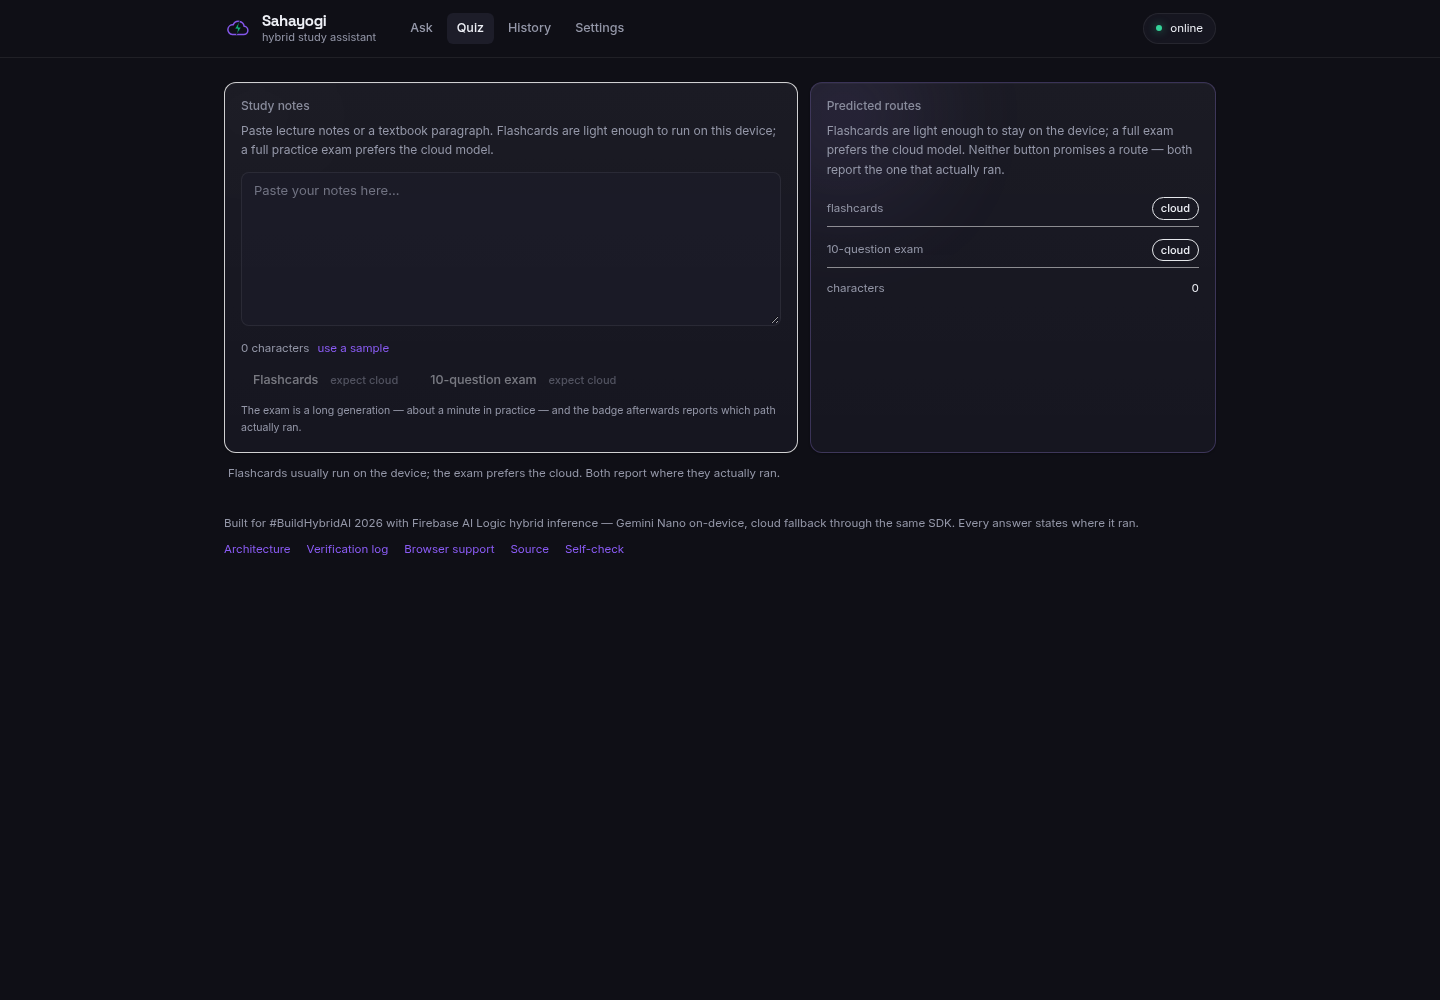 Sahayogi
hybrid study assistant
Ask
Quiz
History
Settings
online
Study notes
Paste lecture notes or a textbook paragraph. Flashcards are light enough to run on this device;
a full practice exam prefers the cloud model.
Paste your notes here...
0 characters use a sample
Flashcards expect cloud 10-question exam expect cloud
The exam is a long generation — about a minute in practice — and the badge afterwards reports which path
actually ran.
Predicted routes
Flashcards are light enough to stay on the device; a full exam
prefers the cloud model. Neither button promises a route — both
report the one that actually ran.
flashcards cloud
10-question exam cloud
characters 0
Flashcards usually run on the device; the exam prefers the cloud. Both report where they actually ran.
Built for #BuildHybridAI 2026 with Firebase AI Logic hybrid inference — Gemini Nano on-device, cloud fallback through the same SDK. Every answer states where it ran.
Architecture Verification log Browser support Source Self-check